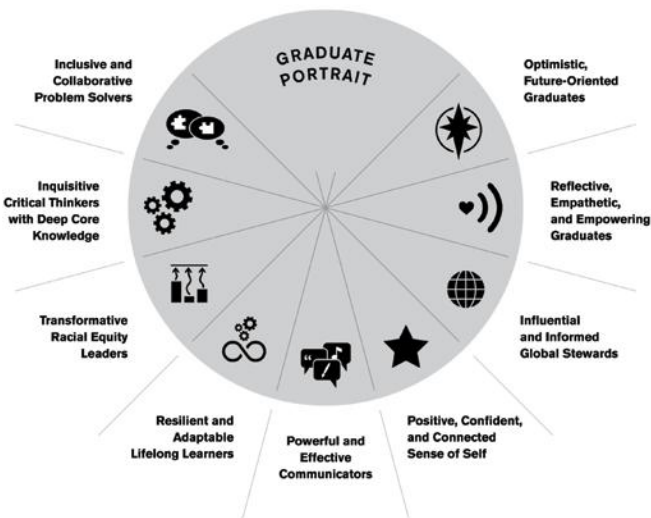 GRADUATE
PORTRAIT
Inclusive and
Collaborative
Problem Solvers
Optimistic,
Future-Oriented
Graduates
Inquisitive
Critical Thinkers
with Deep Core
Knowledge
Reflective,
Empathetic,
and Empowering
Graduates
Transformative
Racial Equity
Leaders
Influential
and Informed
Global Stewards
Resilient and
Adaptable
Lifelong Learners
Powerful and
Effective
Communicators
Positive, Confident,
and Connected
Sense of Self